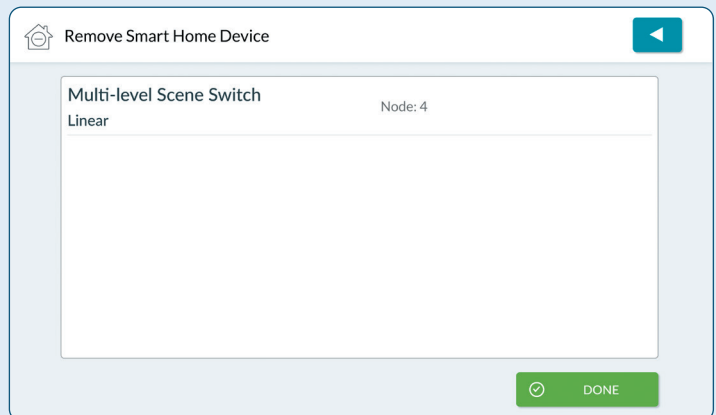 Remove Smart Home Device
Multi-level Scene Switch
Node: 4
Linear
DONE